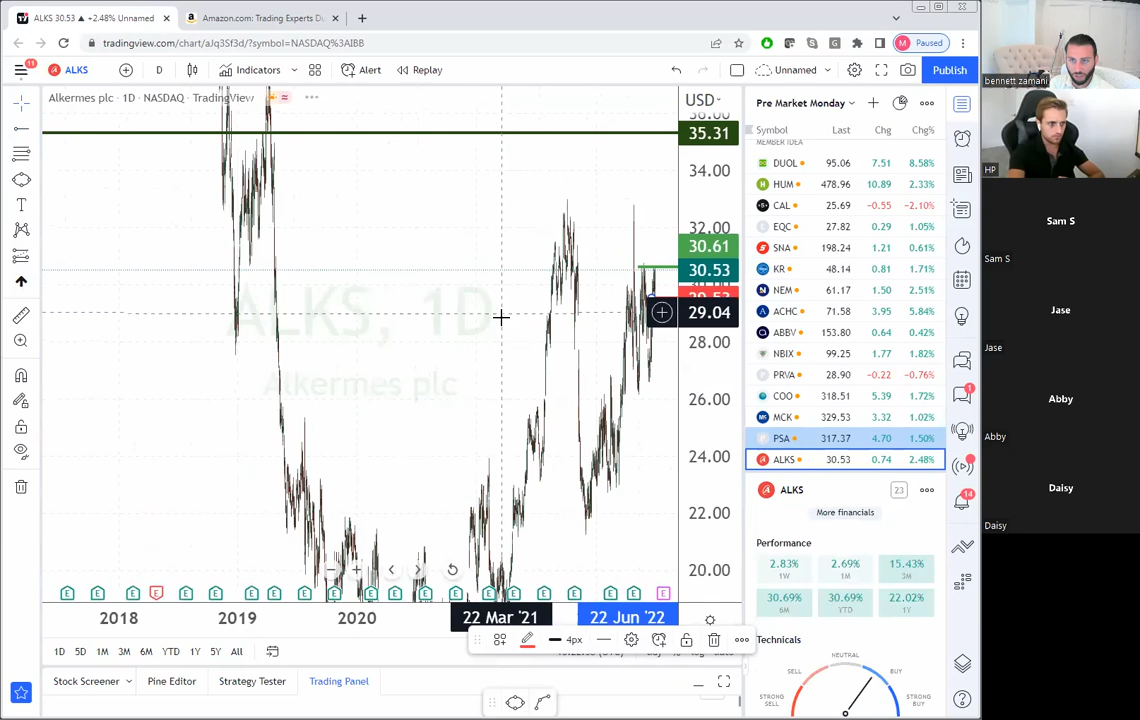 ALKS 30.53 ▲ +2.48% Unnamed
Amazon.com: Trading Experts Du
tradingview.com/chart/aJq3Sf3d/?symbol=NASDAQ%3AIBB
M Paused
11
ALKS
D
Indicators
Alert
Replay
Unnamed
Publish
Alkermes plc · 1D · NASDAQ · TradingView
USD
36.00
35.31
34.00
32.00
30.61
30.53
29.04
28.00
26.00
24.00
22.00
20.00
ALKS, 1D
Alkermes plc
2018
2019
2020
22 Mar '21
22 Jun '22
4px
1D
5D
1M
3M
6M
YTD
1Y
5Y
All
log
auto
Stock Screener
Pine Editor
Strategy Tester
Trading Panel
Pre Market Monday
Symbol Last Chg Chg%
MEMBER IDEA
DUOL 95.06 7.51 8.58%
HUM 478.96 10.89 2.33%
CAL 25.69 −0.55 −2.10%
EQC 27.82 0.29 1.05%
SNA 198.24 1.21 0.61%
KR 48.14 0.81 1.71%
NEM 61.17 1.50 2.51%
ACHC 71.58 3.95 5.84%
ABBV 153.80 0.64 0.42%
NBIX 99.25 1.77 1.82%
PRVA 28.90 −0.22 −0.76%
COO 318.51 5.39 1.72%
MCK 329.53 3.32 1.02%
PSA 317.37 4.70 1.50%
ALKS 30.53 0.74 2.48%
ALKS
23
More financials
Performance
2.83% 2.69% 15.43%
1W 1M 3M
30.69% 30.69% 22.02%
6M YTD 1Y
Technicals
NEUTRAL
SELL
BUY
STRONG SELL
STRONG BUY
1
14
bennett zamani
HP
Sam S
Sam S
Jase
Jase
Abby
Abby
Daisy
Daisy